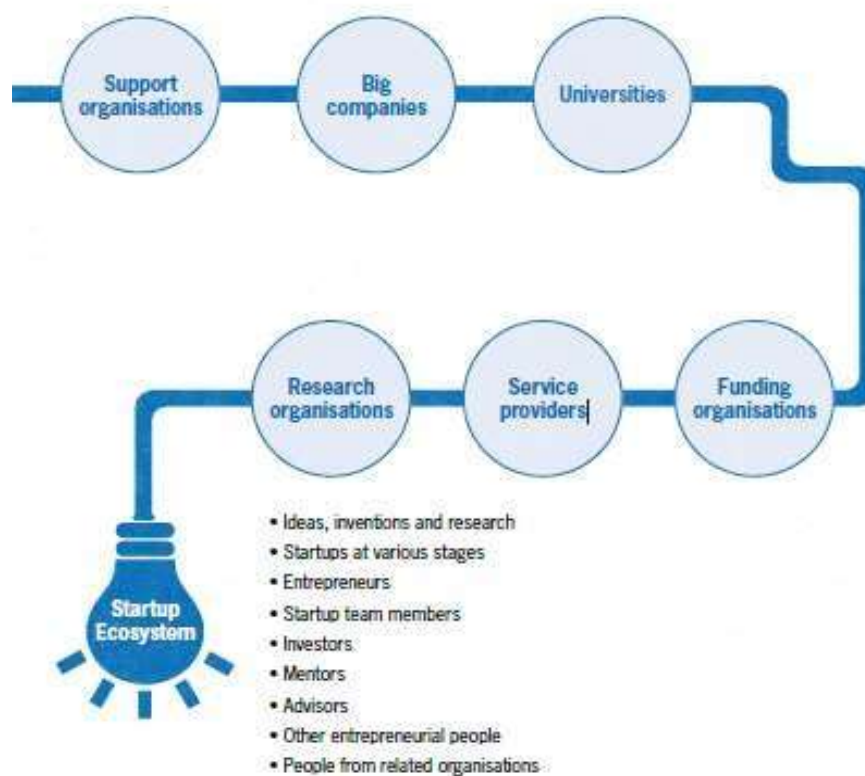 Support
organisations
Big
companies
Universities
Research
organisations
Service
providers
Funding
organisations
Startup
Ecosystem
• Ideas, inventions and research
• Startups at various stages
• Entrepreneurs
• Startup team members
• Investors
• Mentors
• Advisors
• Other entrepreneurial people
• People from related organisations